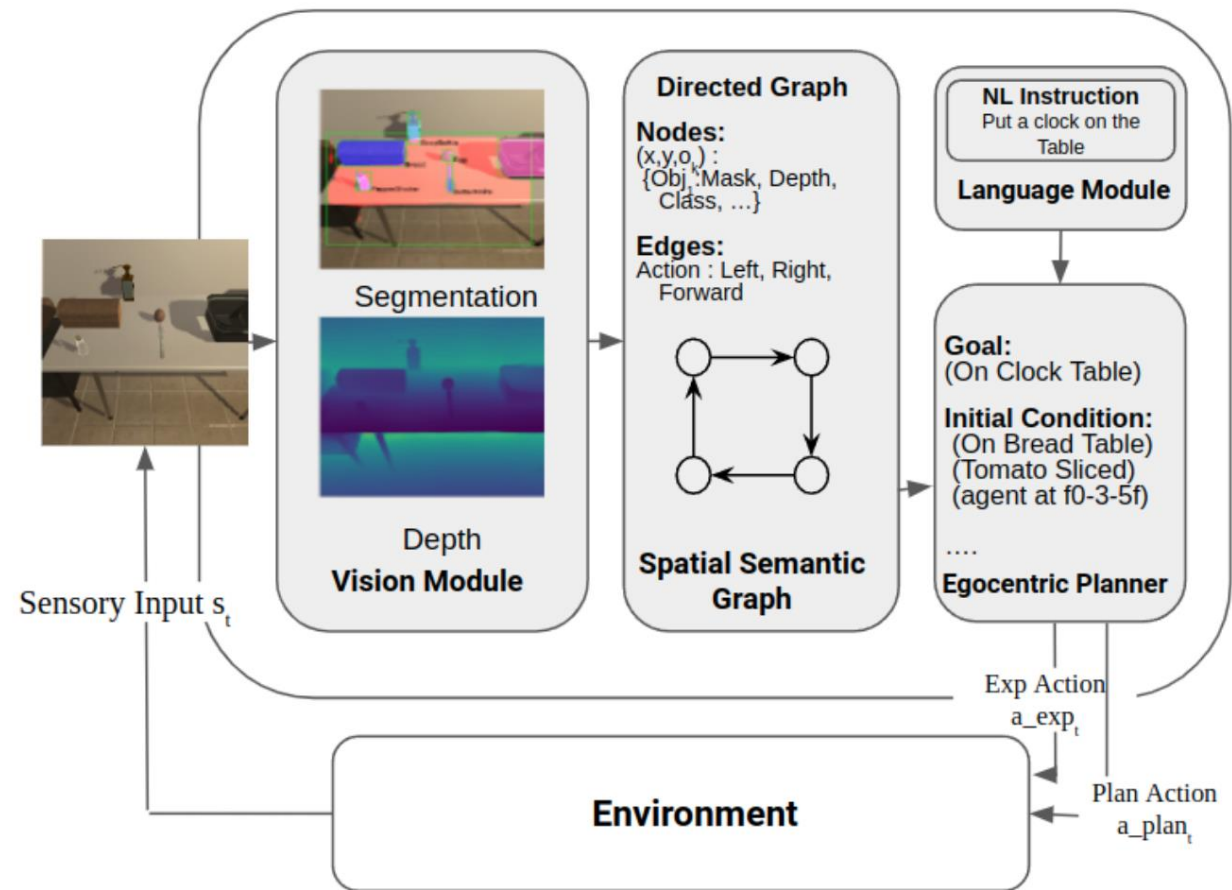 Directed Graph
Nodes:
(x,y,o_k) :
{Obj_1:Mask, Depth,
Class, …}
Edges:
Action : Left, Right,
Forward
Spatial Semantic
Graph
NL Instruction
Put a clock on the
Table
Language Module
Segmentation
Depth
Vision Module
Goal:
(On Clock Table)
Initial Condition:
(On Bread Table)
(Tomato Sliced)
(agent at f0-3-5f)
....
Egocentric Planner
Sensory Input s_t
Exp Action
a_exp_t
Plan Action
a_plan_t
Environment